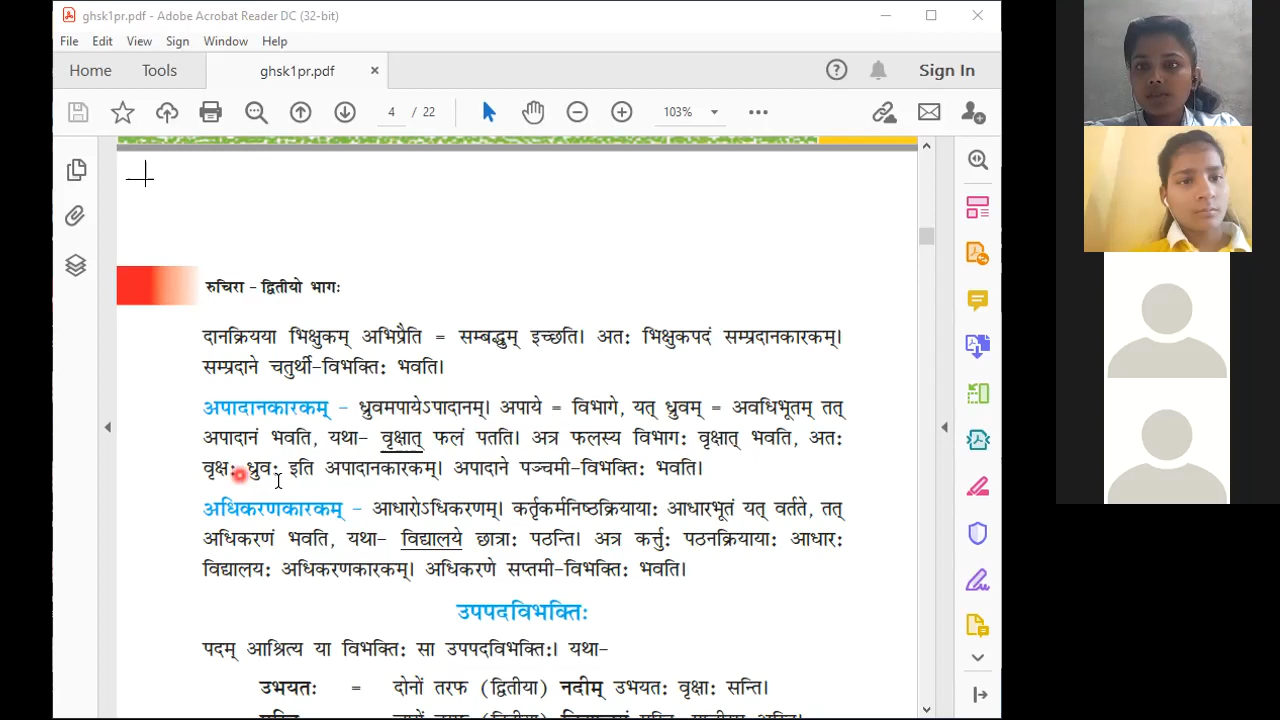 ghsk1pr.pdf - Adobe Acrobat Reader DC (32-bit)
File Edit View Sign Window Help
Home Tools ghsk1pr.pdf Sign In
4 / 22 103%
रुचिरा – द्वितीयो भागः
दानक्रियया भिक्षुकम् अभिप्रैति = सम्बद्धुम् इच्छति। अतः भिक्षुकपदं सम्प्रदानकारकम्।
सम्प्रदाने चतुर्थी-विभक्तिः भवति।
अपादानकारकम् – ध्रुवमपायेऽपादानम्। अपाये = विभागे, यत् ध्रुवम् = अवधिभूतम् तत्
अपादानं भवति, यथा– वृक्षात् फलं पतति। अत्र फलस्य विभागः वृक्षात् भवति, अतः
वृक्षः ध्रुवः इति अपादानकारकम्। अपादाने पञ्चमी-विभक्तिः भवति।
अधिकरणकारकम् – आधारोऽधिकरणम्। कर्तृकर्मनिष्ठक्रियायाः आधारभूतं यत् वर्तते, तत्
अधिकरणं भवति, यथा– विद्यालये छात्राः पठन्ति। अत्र कर्त्तुः पठनक्रियायाः आधारः
विद्यालयः अधिकरणकारकम्। अधिकरणे सप्तमी-विभक्तिः भवति।
उपपदविभक्तिः
पदम् आश्रित्य या विभक्तिः सा उपपदविभक्तिः। यथा–
उभयतः = दोनों तरफ (द्वितीया) नदीम् उभयतः वृक्षाः सन्ति।